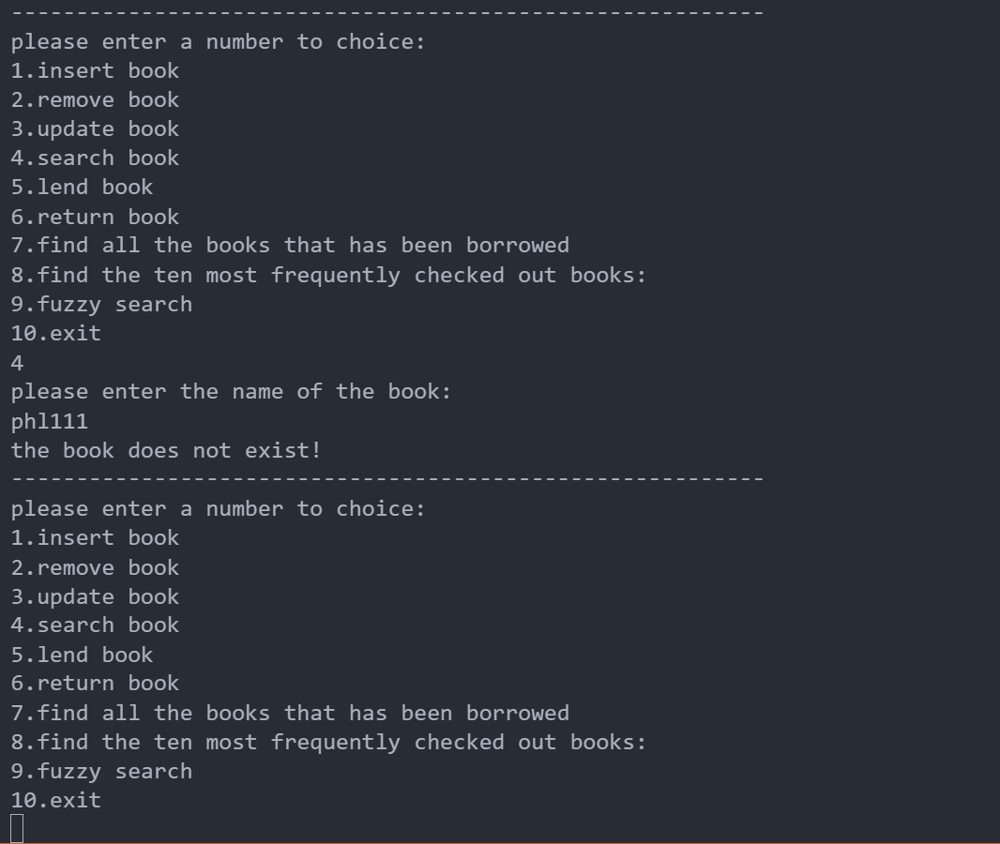 ----------------------------------------------------------
please enter a number to choice:
1.insert book
2.remove book
3.update book
4.search book
5.lend book
6.return book
7.find all the books that has been borrowed
8.find the ten most frequently checked out books:
9.fuzzy search
10.exit
4
please enter the name of the book:
phl111
the book does not exist!
----------------------------------------------------------
please enter a number to choice:
1.insert book
2.remove book
3.update book
4.search book
5.lend book
6.return book
7.find all the books that has been borrowed
8.find the ten most frequently checked out books:
9.fuzzy search
10.exit